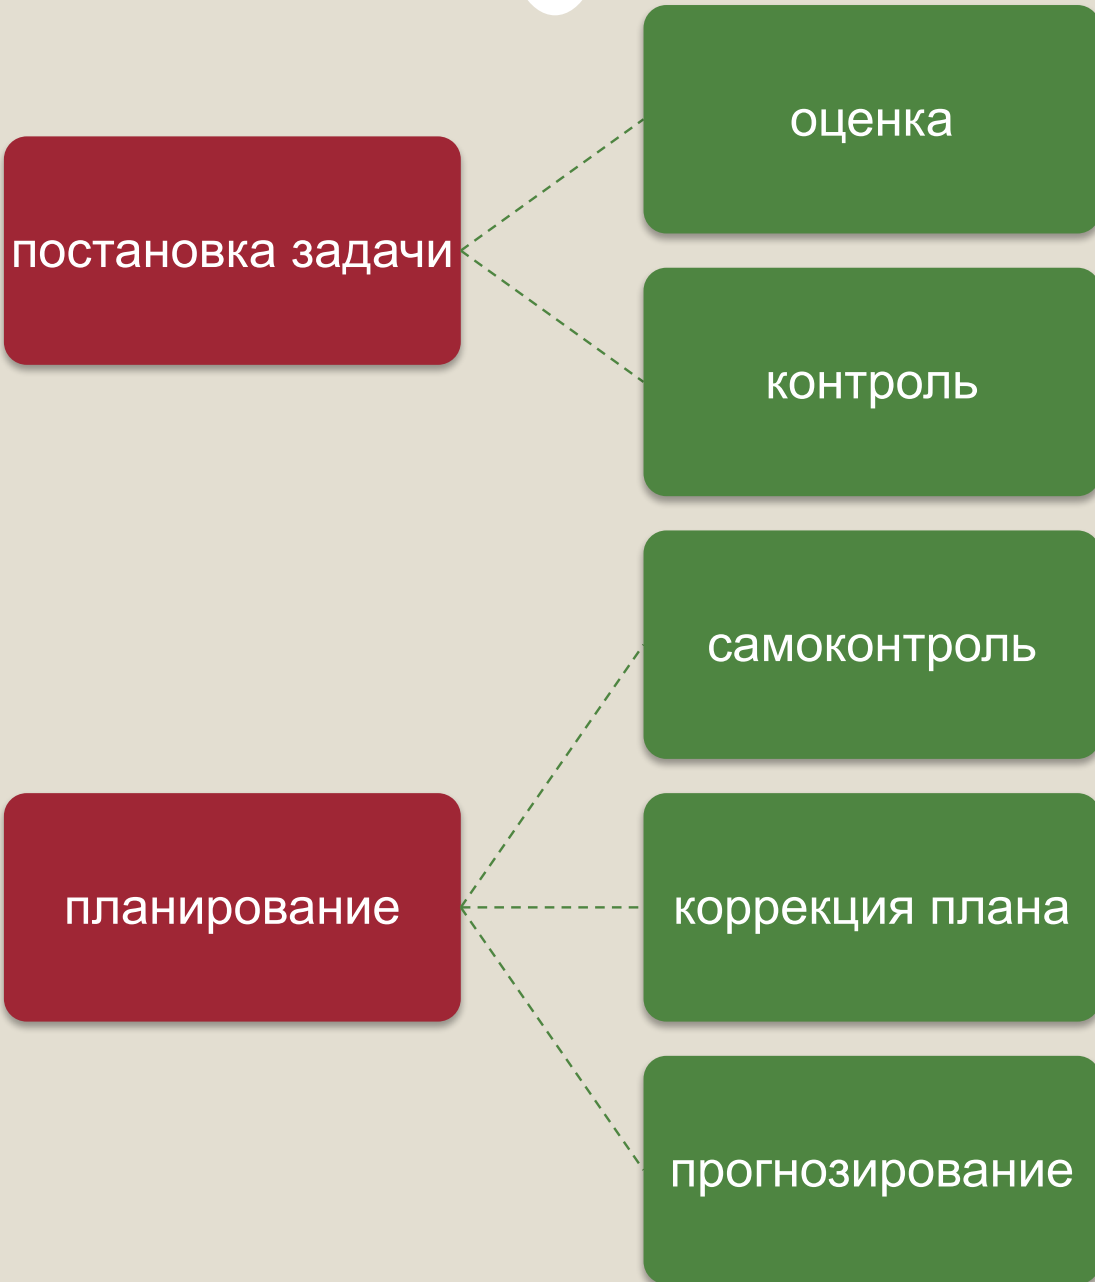 постановка задачи
оценка
контроль
планирование
самоконтроль
коррекция плана
прогнозирование